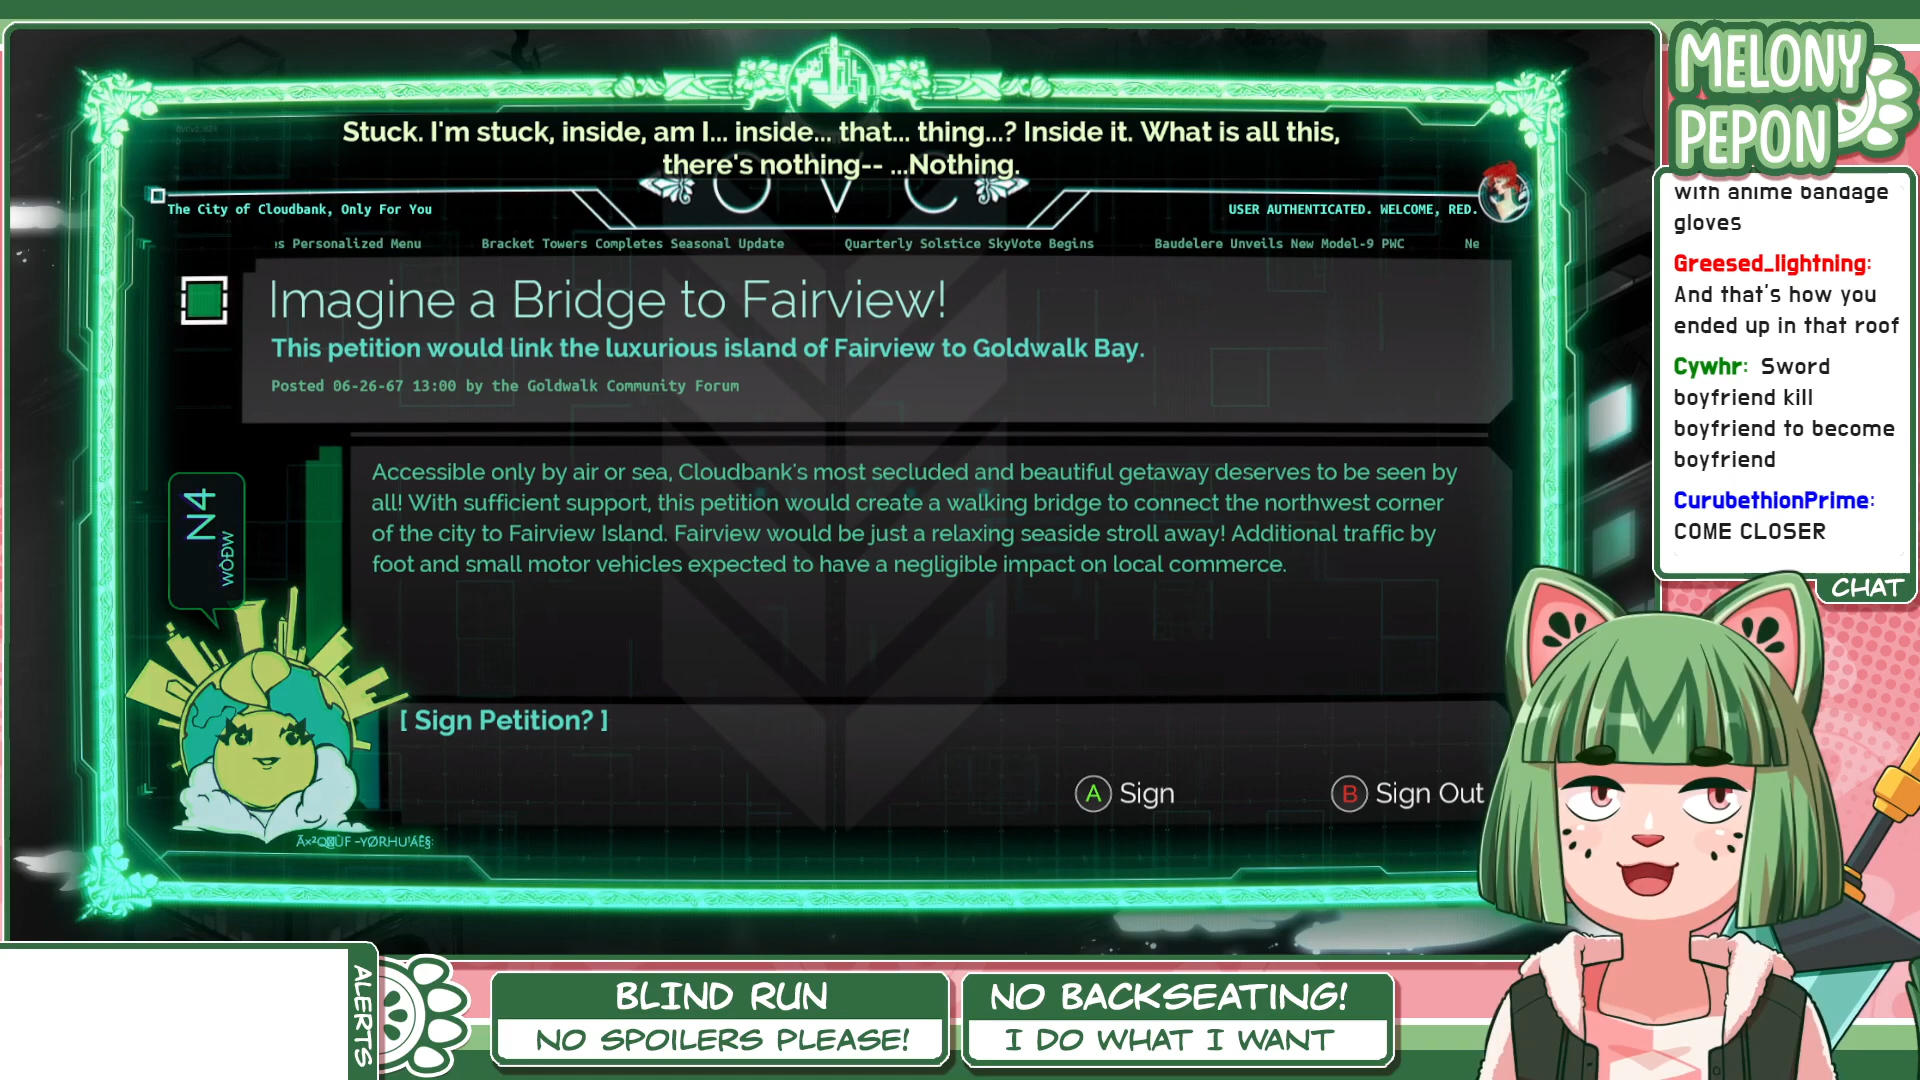 Stuck. I'm stuck, inside, am I... inside... that... thing...? Inside it. What is all this,
there's nothing-- ...Nothing.
OVC
The City of Cloudbank, Only For You
USER AUTHENTICATED. WELCOME, RED.
s Personalized Menu
Bracket Towers Completes Seasonal Update
Quarterly Solstice SkyVote Begins
Baudelere Unveils New Model-9 PWC
Ne
Imagine a Bridge to Fairview!
This petition would link the luxurious island of Fairview to Goldwalk Bay.
Posted 06-26-67 13:00 by the Goldwalk Community Forum
Accessible only by air or sea, Cloudbank's most secluded and beautiful getaway deserves to be seen by
all! With sufficient support, this petition would create a walking bridge to connect the northwest corner
of the city to Fairview Island. Fairview would be just a relaxing seaside stroll away! Additional traffic by
foot and small motor vehicles expected to have a negligible impact on local commerce.
N4
[ Sign Petition? ]
A Sign
B Sign Out
MELONY
PEPON
with anime bandage
gloves
Greesed_lightning:
And that's how you
ended up in that roof
Cywhr: Sword
boyfriend kill
boyfriend to become
boyfriend
CurubethionPrime:
COME CLOSER
CHAT
ALERTS
BLIND RUN
NO SPOILERS PLEASE!
NO BACKSEATING!
I DO WHAT I WANT